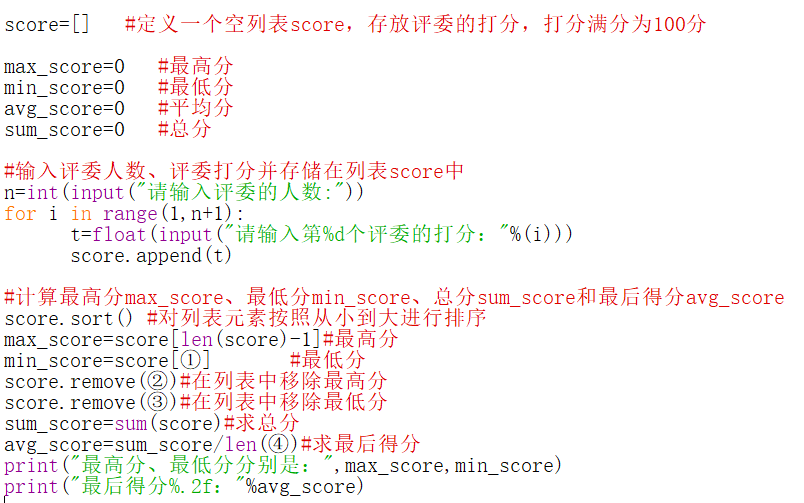 score=[] #定义一个空列表score，存放评委的打分，打分满分为100分
max_score=0 #最高分
min_score=0 #最低分
avg_score=0 #平均分
sum_score=0 #总分
#输入评委人数、评委打分并存储在列表score中
n=int(input("请输入评委的人数:"))
for i in range(1,n+1):
t=float(input("请输入第%d个评委的打分："%(i)))
score.append(t)
#计算最高分max_score、最低分min_score、总分sum_score和最后得分avg_score
score.sort() #对列表元素按照从小到大进行排序
max_score=score[len(score)-1]#最高分
min_score=score[①] #最低分
score.remove(②)#在列表中移除最高分
score.remove(③)#在列表中移除最低分
sum_score=sum(score)#求总分
avg_score=sum_score/len(④)#求最后得分
print("最高分、最低分分别是：",max_score,min_score)
print("最后得分%.2f："%avg_score)